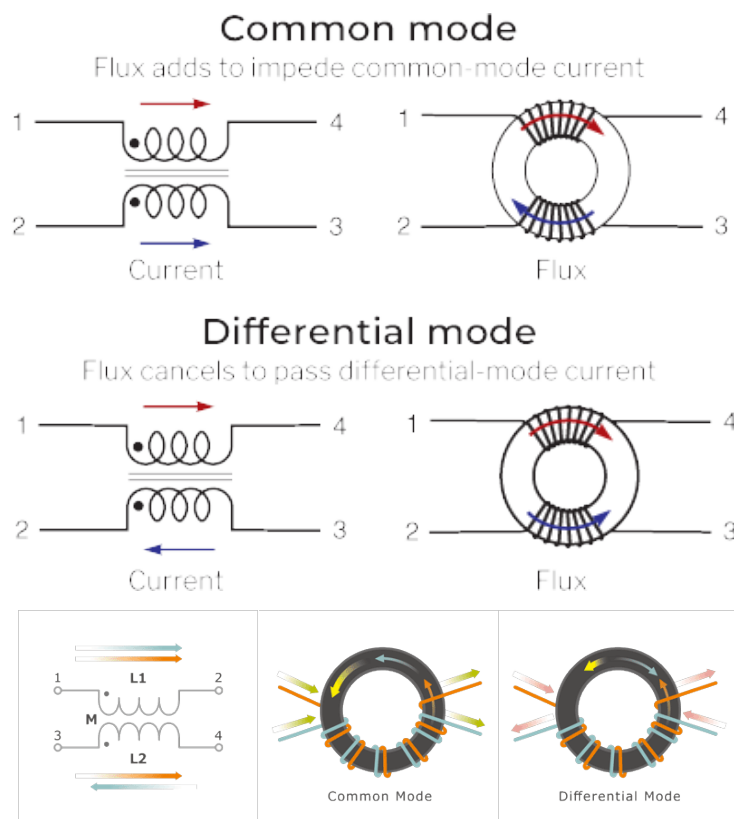 Common mode
Flux adds to impede common-mode current
1 4 1 4
2 3 2 3
Current Flux
Differential mode
Flux cancels to pass differential-mode current
1 4 1 4
2 3 2 3
Current Flux
1 L1 2
M
3 4
L2
Common Mode Differential Mode